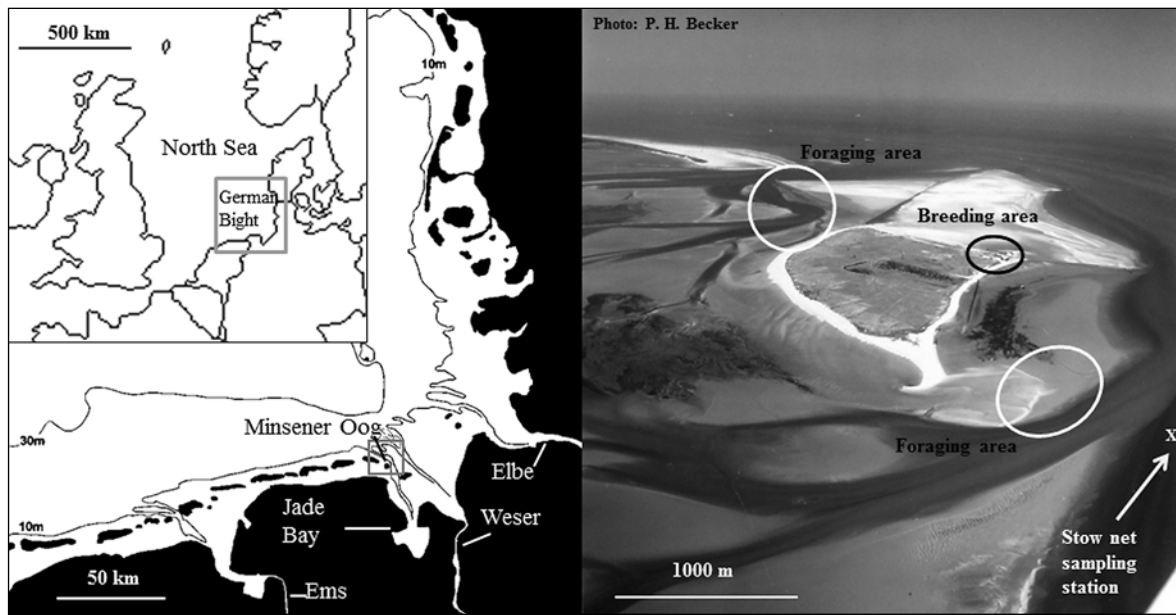 500 km
North Sea
German
Bight
10m
Minsener Oog
30m
Elbe
Jade
Bay
Weser
10m
50 km
Ems
Photo: P. H. Becker
Foraging area
Breeding area
Foraging area
X
Stow net
sampling
station
1000 m